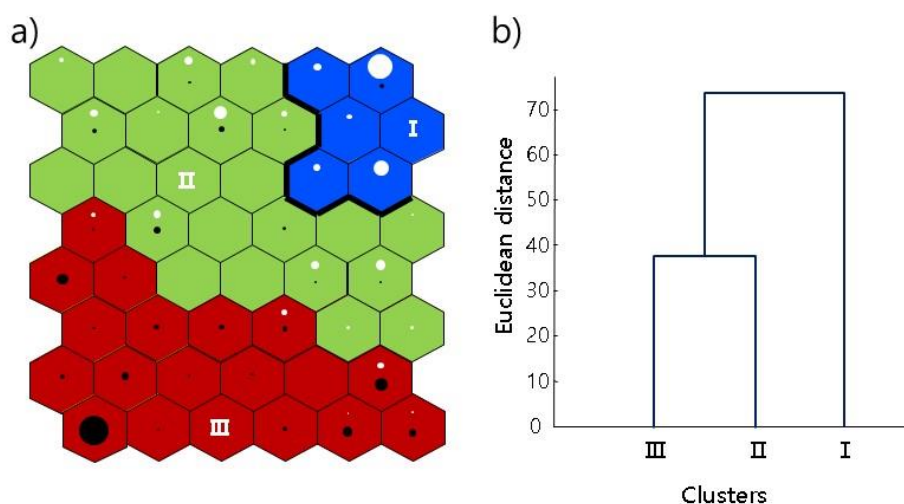 a)
I
II
III
b)
Euclidean distance
70
60
50
40
30
20
10
0
III II I
Clusters